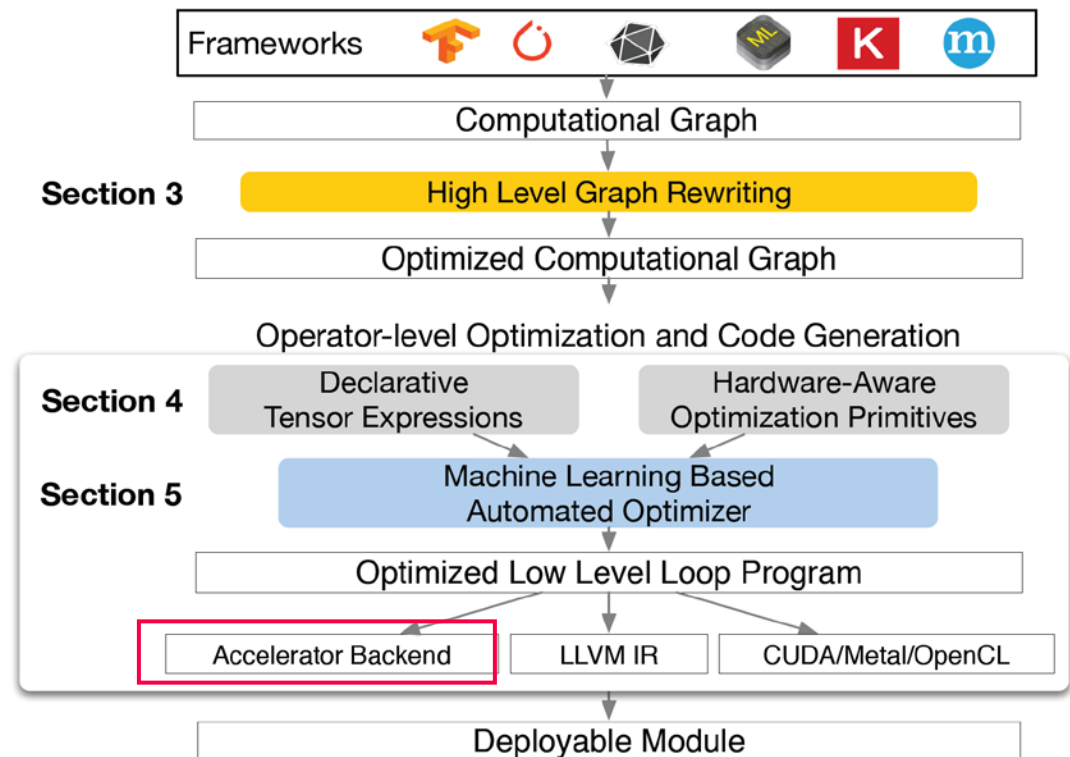 Frameworks
ML
K
m
Computational Graph
Section 3
High Level Graph Rewriting
Optimized Computational Graph
Operator-level Optimization and Code Generation
Section 4
Declarative
Tensor Expressions
Hardware-Aware
Optimization Primitives
Section 5
Machine Learning Based
Automated Optimizer
Optimized Low Level Loop Program
Accelerator Backend
LLVM IR
CUDA/Metal/OpenCL
Deployable Module